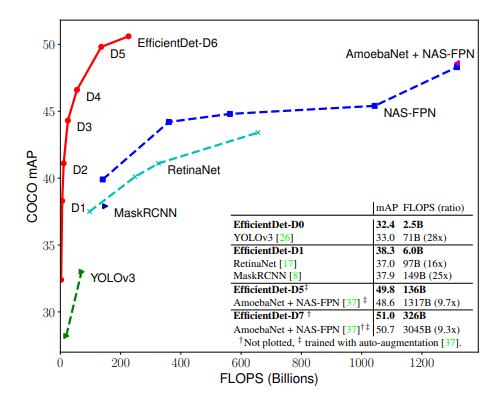 50
45
40
35
30
COCO mAP
0
200
400
600
800
1000
1200
FLOPS (Billions)
EfficientDet-D6
D5
D4
D3
D2
D1
AmoebaNet + NAS-FPN
NAS-FPN
RetinaNet
MaskRCNN
YOLOv3
mAP FLOPS (ratio)
EfficientDet-D0 32.4 2.5B
YOLOv3 [26] 33.0 71B (28x)
EfficientDet-D1 38.3 6.0B
RetinaNet [17] 37.0 97B (16x)
MaskRCNN [8] 37.9 149B (25x)
EfficientDet-D5‡ 49.8 136B
AmoebaNet + NAS-FPN [37] ‡ 48.6 1317B (9.7x)
EfficientDet-D7 † 51.0 326B
AmoebaNet + NAS-FPN [37]†‡ 50.7 3045B (9.3x)
†Not plotted, ‡ trained with auto-augmentation [37].